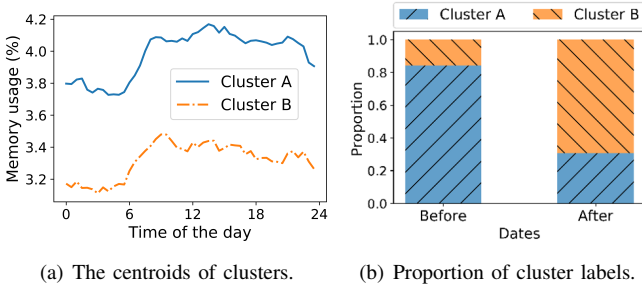 Memory usage (%)
4.2
4.0
3.8
3.6
3.4
3.2
Cluster A
Cluster B
0 6 12 18 24
Time of the day
(a) The centroids of clusters.
Cluster A Cluster B
Proportion
1.0
0.8
0.6
0.4
0.2
0.0
Before After
Dates
(b) Proportion of cluster labels.